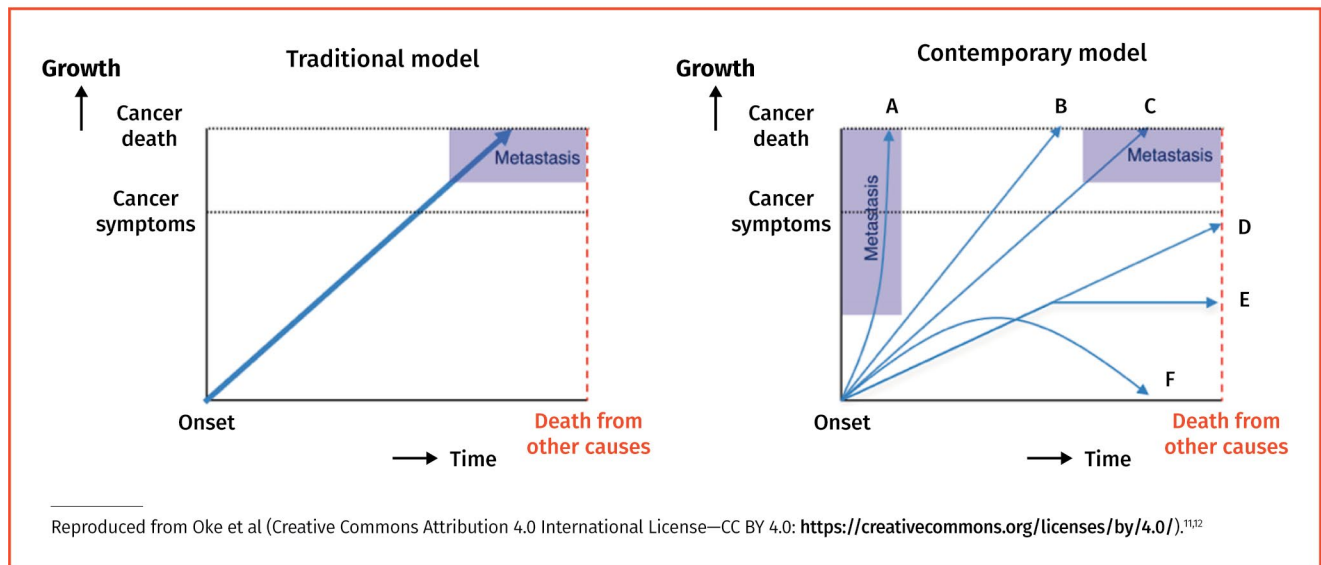 Traditional model
Growth
Cancer
death
Metastasis
Cancer
symptoms
Onset
Death from
other causes
Time
Contemporary model
Growth
A
B
C
Cancer
death
Metastasis
Metastasis
Cancer
symptoms
D
E
F
Onset
Death from
other causes
Time
Reproduced from Oke et al (Creative Commons Attribution 4.0 International License—CC BY 4.0: https://creativecommons.org/licenses/by/4.0/).11,12